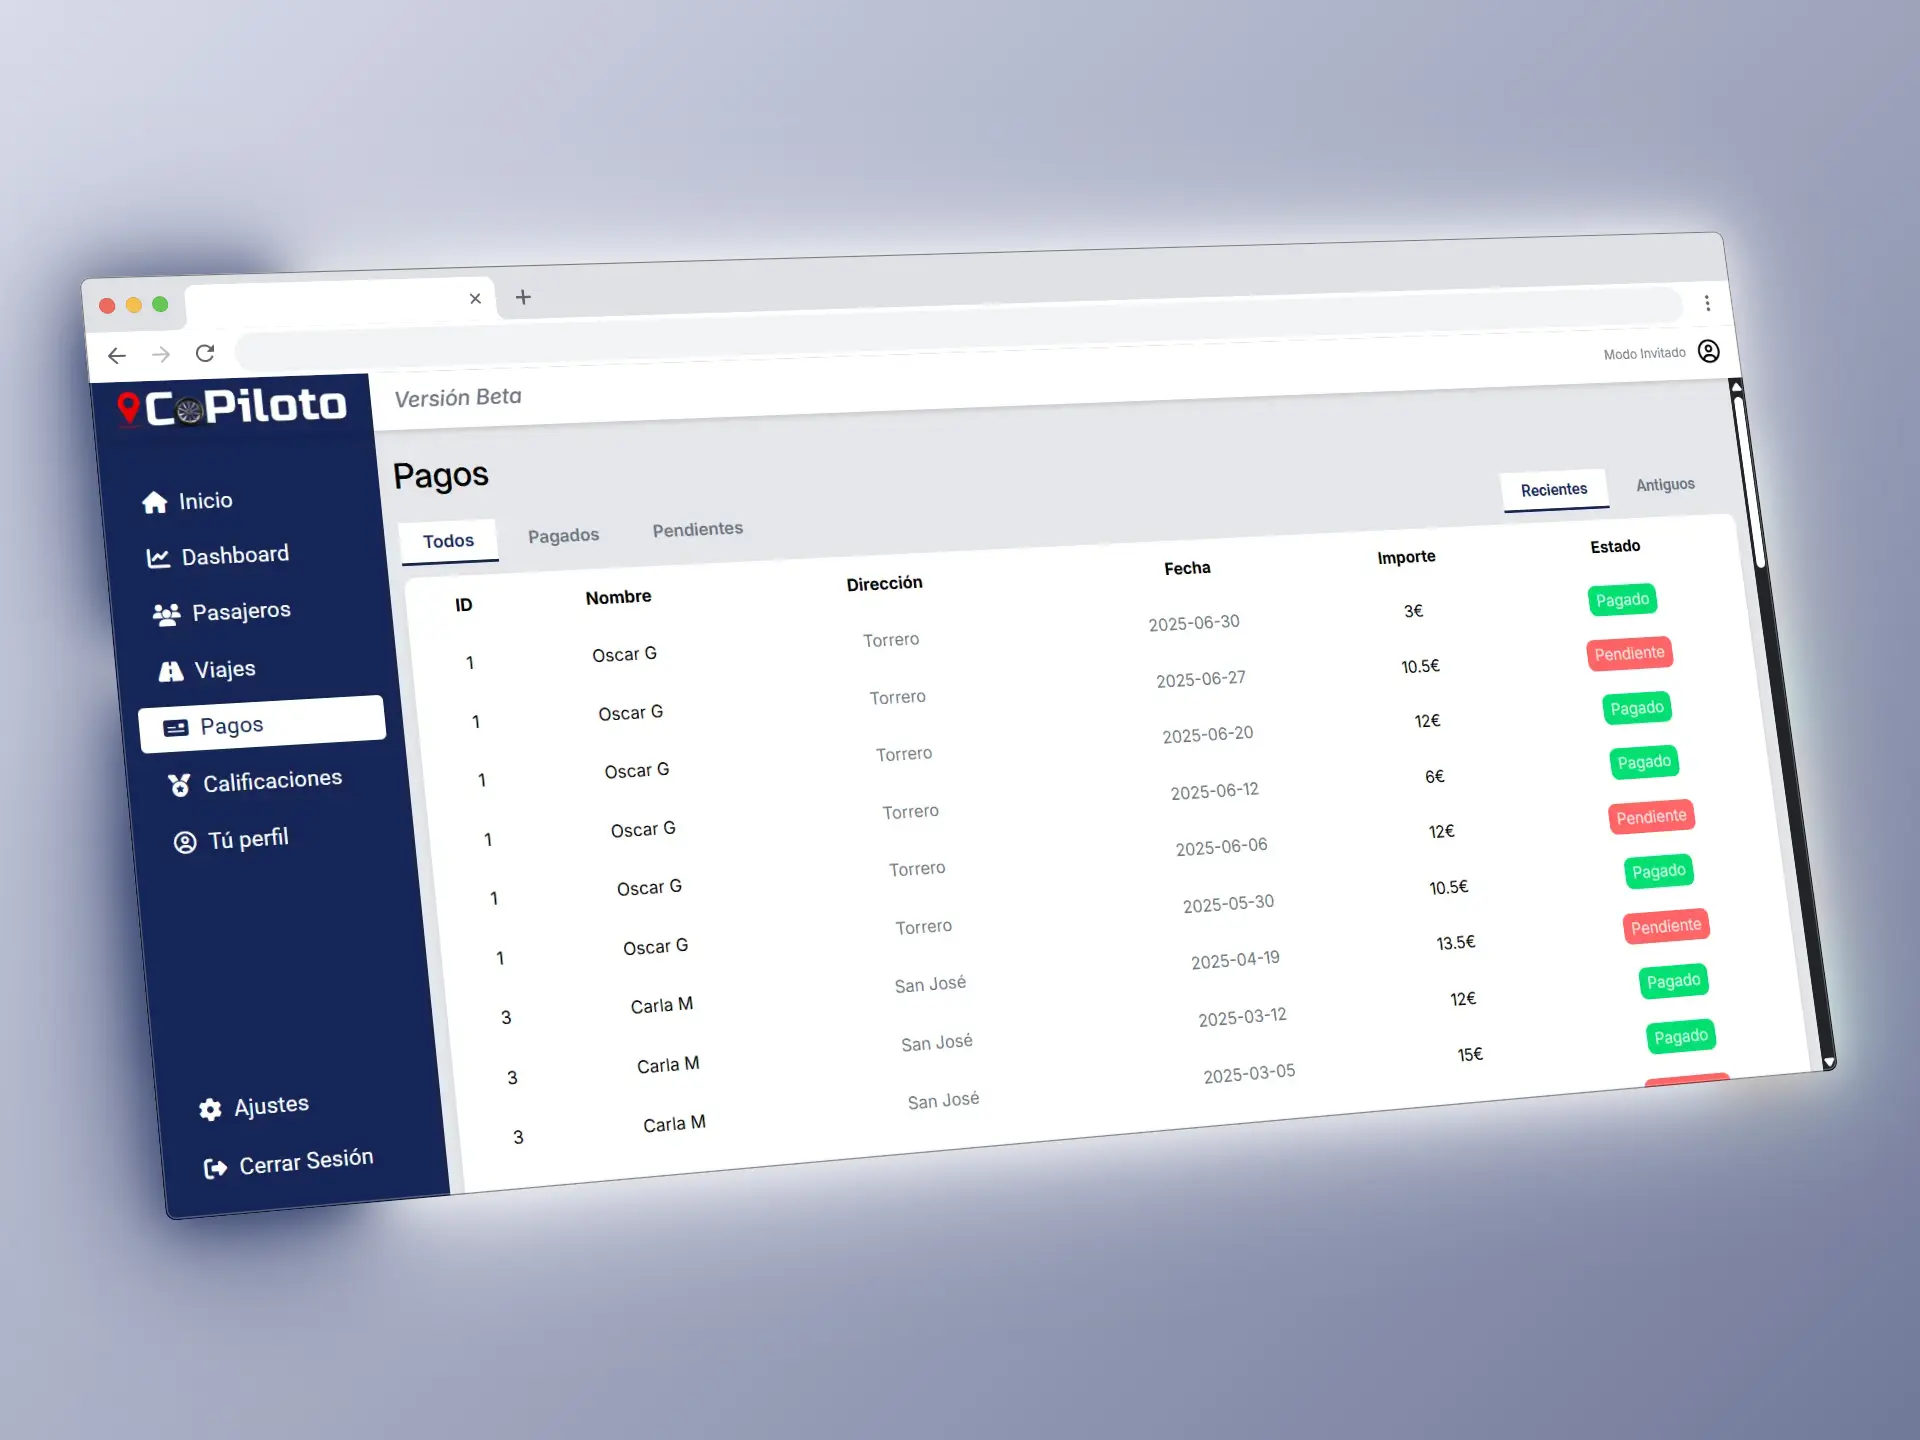 Modo Invitado
CoPiloto
Versión Beta
Inicio
Dashboard
Pasajeros
Viajes
Pagos
Calificaciones
Tú perfil
Ajustes
Cerrar Sesión
Pagos
Todos Pagados Pendientes Recientes Antiguos
ID Nombre Dirección Fecha Importe Estado
1 Oscar G Torrero 2025-06-30 3€ Pagado
1 Oscar G Torrero 2025-06-27 10.5€ Pendiente
1 Oscar G Torrero 2025-06-20 12€ Pagado
1 Oscar G Torrero 2025-06-12 6€ Pagado
1 Oscar G Torrero 2025-06-06 12€ Pendiente
1 Oscar G Torrero 2025-05-30 10.5€ Pagado
3 Carla M San José 2025-04-19 13.5€ Pendiente
3 Carla M San José 2025-03-12 12€ Pagado
3 Carla M San José 2025-03-05 15€ Pagado